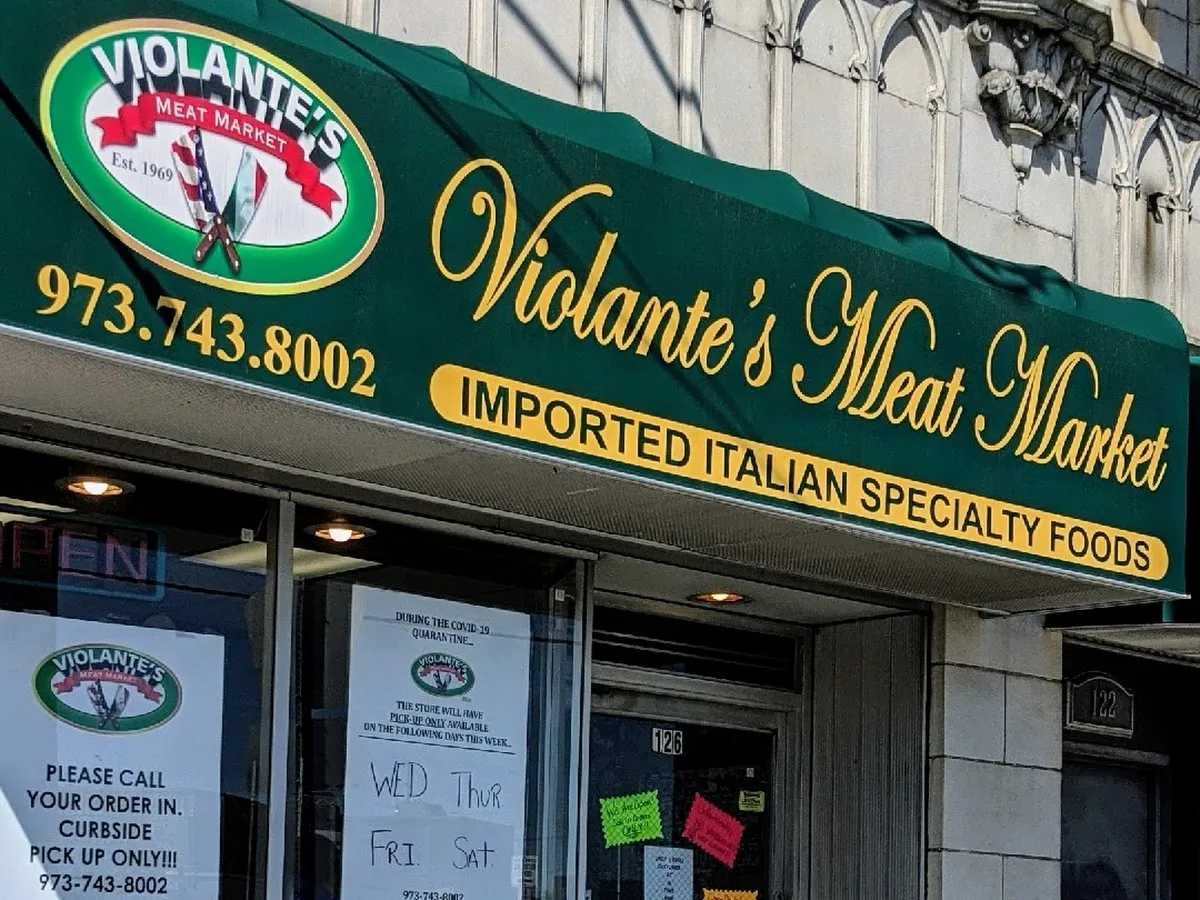 VIOLANTE'S
MEAT MARKET
Est. 1969
973.743.8002
Violante's Meat Market
IMPORTED ITALIAN SPECIALTY FOODS
OPEN
VIOLANTE'S
MEAT MARKET
PLEASE CALL
YOUR ORDER IN.
CURBSIDE
PICK UP ONLY!!!
973-743-8002
DURING THE COVID-19
QUARANTINE...
VIOLANTE'S
THE STORE WILL HAVE
PICK-UP ONLY AVAILABLE
ON THE FOLLOWING DAYS THIS WEEK...
WED THUR
FRI. SAT.
973-743-8002
126
122